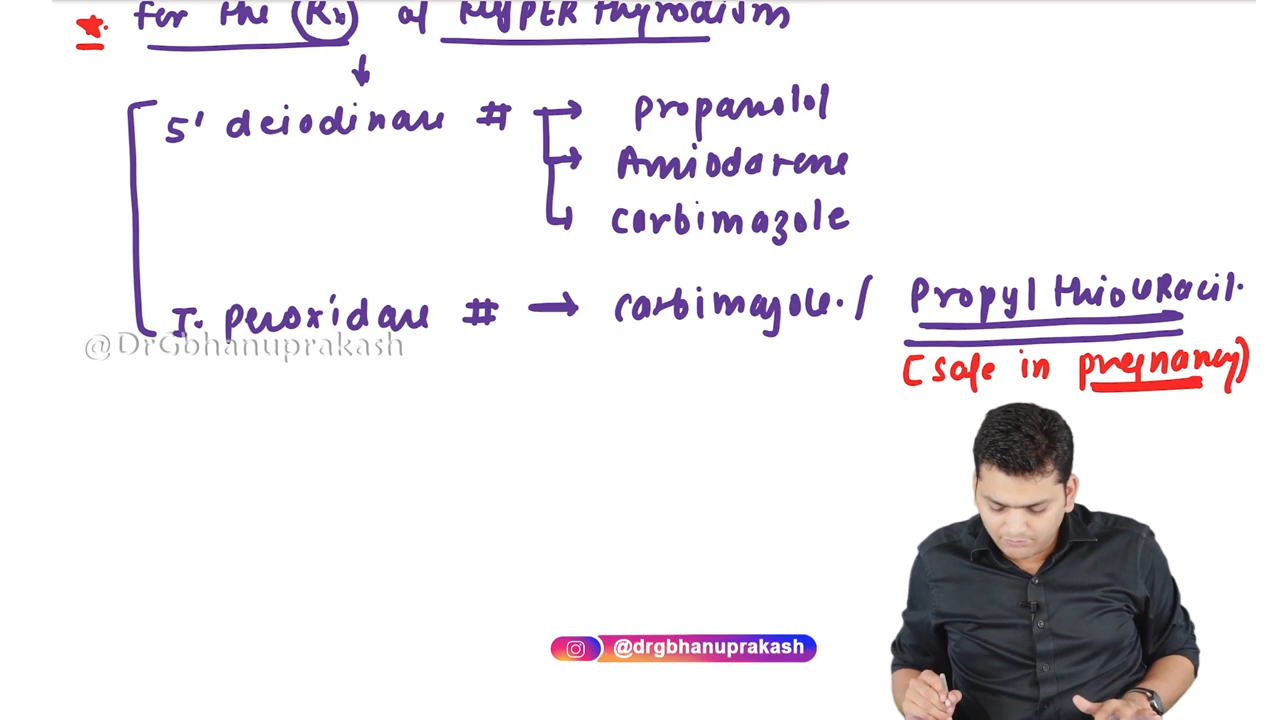 * for the (Rx) of HYPER thyrodism
5' deiodinase # → propanolol
→ Amiodarone
→ carbimazole
I. peroxidase # → carbimazole. / Propyl thioURacil.
@DrGbhanuprakash
(safe in pregnancy)
@drgbhanuprakash